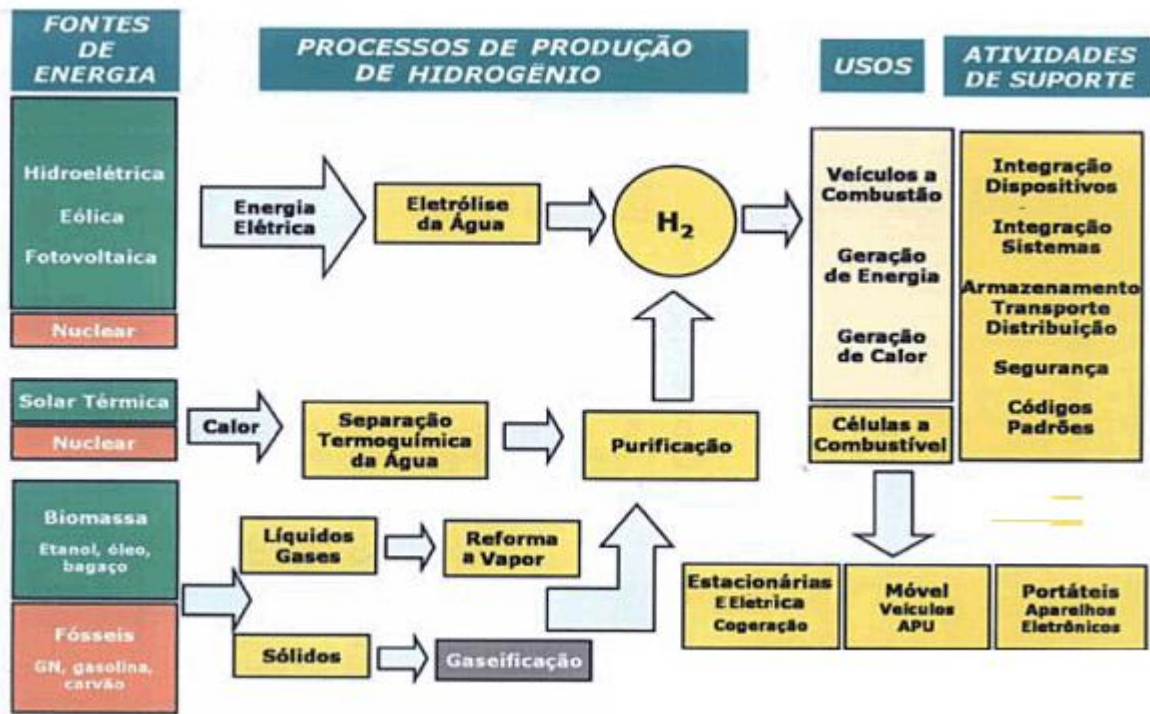 FONTES
DE
ENERGIA
PROCESSOS DE PRODUÇÃO
DE HIDROGÊNIO
USOS
ATIVIDADES
DE SUPORTE
Hidroelétrica
Eólica
Fotovoltaica
Nuclear
Energia
Elétrica
Eletrólise
da Água
H₂
Veículos a
Combustão
Geração
de Energia
Geração
de Calor
Células a
Combustível
Integração
Dispositivos
Integração
Sistemas
Armazenamento
Transporte
Distribuição
Segurança
Códigos
Padrões
Solar Térmica
Nuclear
Calor
Separação
Termoquímica
da Água
Purificação
Biomassa
Etanol, óleo,
bagaço
Fósseis
GN, gasolina,
carvão
Líquidos
Gases
Reforma
a Vapor
Sólidos
Gaseificação
Estacionárias
E Eletrica
Cogeração
Móvel
Veículos
APU
Portáteis
Aparelhos
Eletrônicos